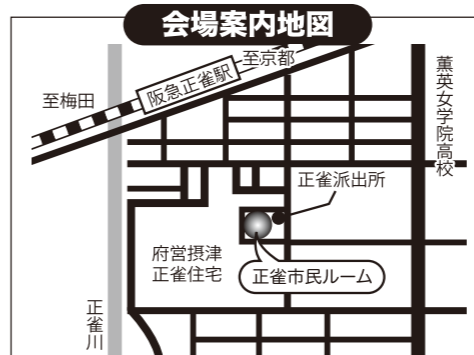 会場案内地図
至京都
阪急正雀駅
至梅田
薫英女学院高校
正雀派出所
府営摂津
正雀住宅
正雀市民ルーム
正雀川